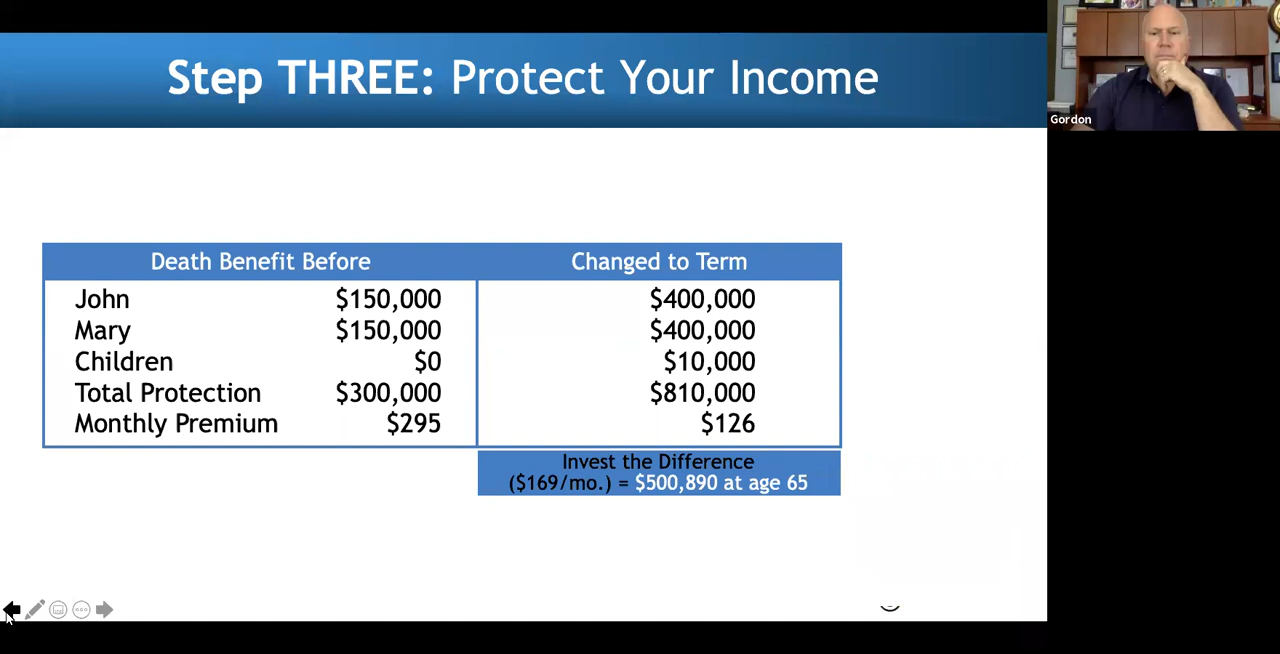 Step THREE: Protect Your Income
Gordon
Death Benefit Before Changed to Term
John $150,000 $400,000
Mary $150,000 $400,000
Children $0 $10,000
Total Protection $300,000 $810,000
Monthly Premium $295 $126
Invest the Difference
($169/mo.) = $500,890 at age 65